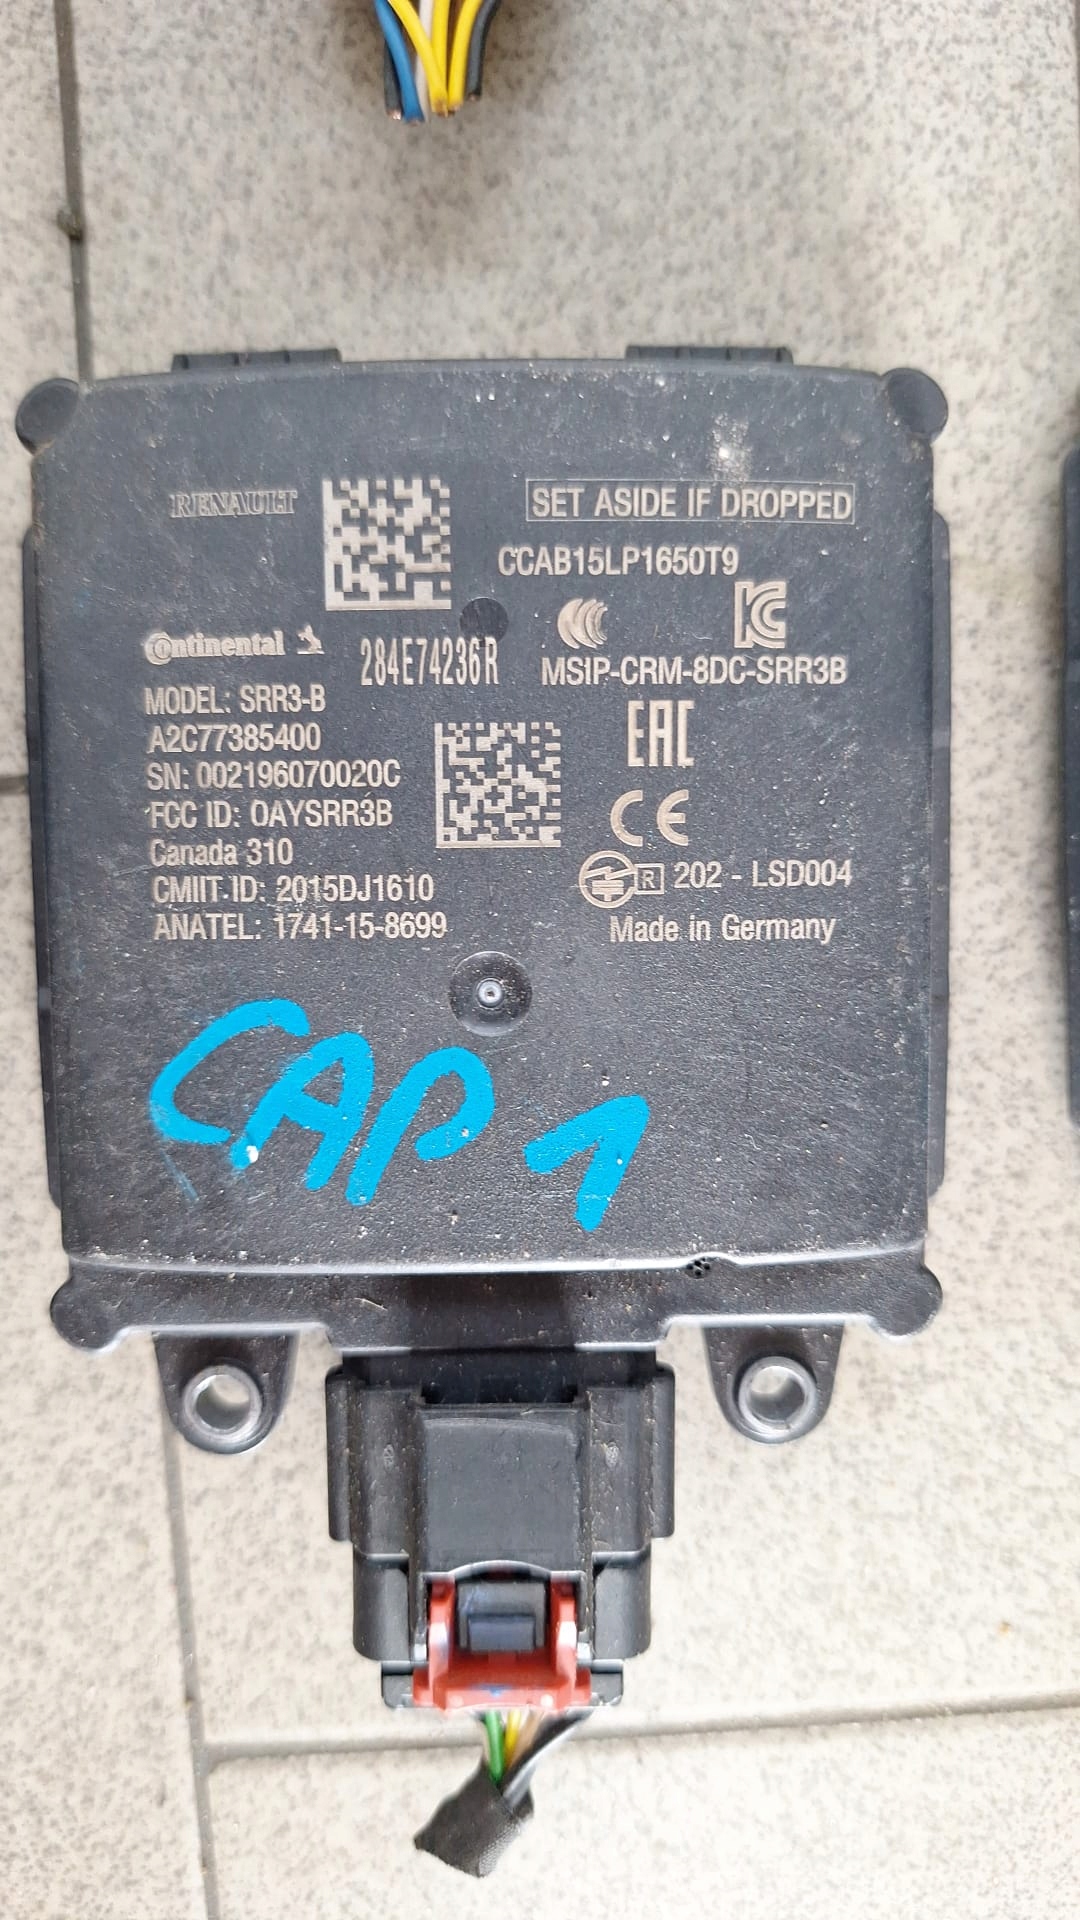 RENAULT
SET ASIDE IF DROPPED
CCAB15LP1650T9
Continental
284E74236R
MSIP-CRM-8DC-SRR3B
MODEL: SRR3-B
A2C77385400
SN: 002196070020C
FCC ID: OAYSRR3B
Canada 310
CMIIT ID: 2015DJ1610
ANATEL: 1741-15-8699
EAC
CE
R 202 - LSD004
Made in Germany
CAP 1